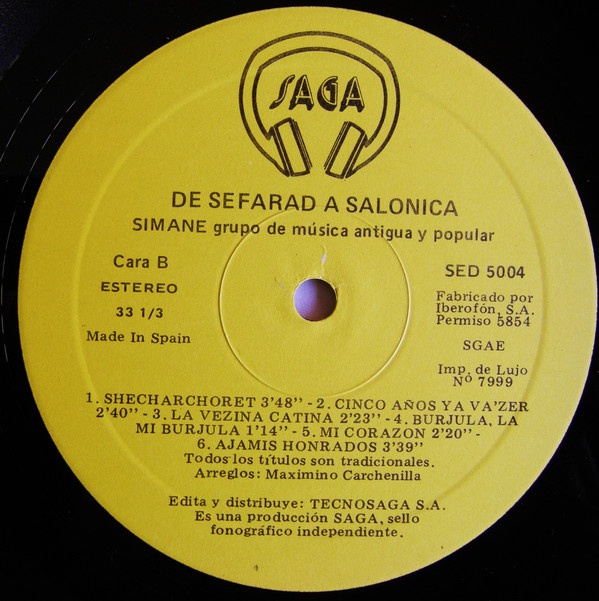 SAGA
DE SEFARAD A SALONICA
SIMANE grupo de música antigua y popular
Cara B
ESTEREO
33 1/3
Made In Spain
SED 5004
Fabricado por
Iberofón, S.A.
Permiso 5854
SGAE
Imp. de Lujo
Nº 7999
1. SHECHARCHORET 3'48'' - 2. CINCO AÑOS YA VA'ZER
2'40'' - 3. LA VEZINA CATINA 2'23'' - 4. BURJULA, LA
MI BURJULA 1'14'' - 5. MI CORAZON 2'20'' -
6. AJAMIS HONRADOS 3'39''
Todos los títulos son tradicionales.
Arreglos: Maximino Carchenilla
Edita y distribuye: TECNOSAGA S.A.
Es una producción SAGA, sello
fonográfico independiente.